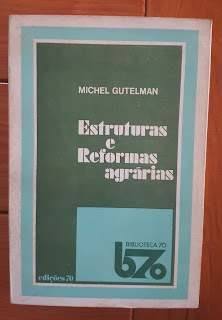 MICHEL GUTELMAN
Estruturas
e
Reformas
agrárias
BIBLIOTECA 70
b70
edições 70